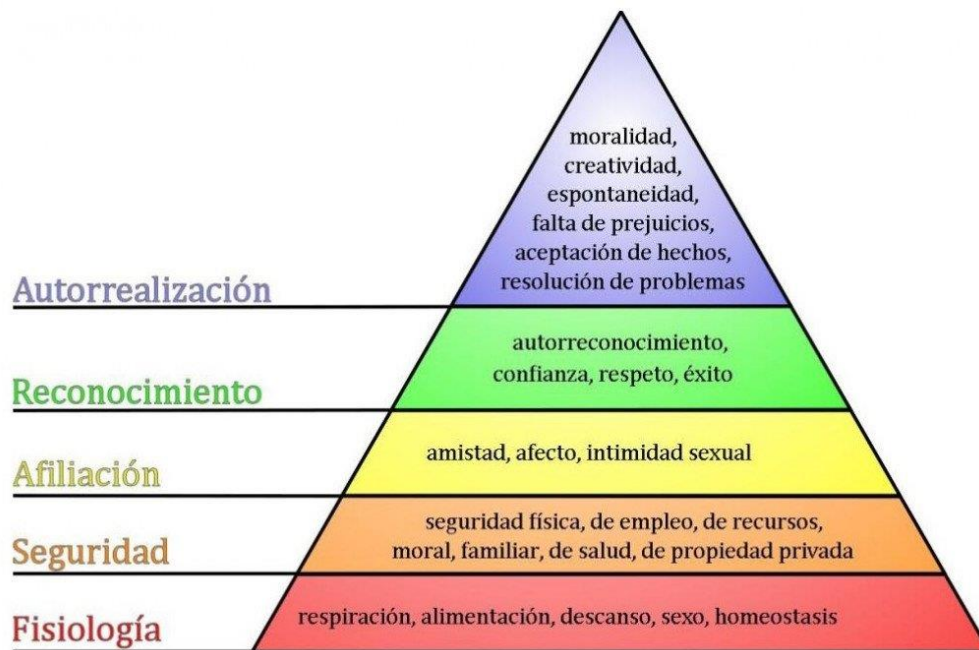 moralidad,
creatividad,
espontaneidad,
falta de prejuicios,
aceptación de hechos,
resolución de problemas
Autorrealización
autorreconocimiento,
confianza, respeto, éxito
Reconocimiento
amistad, afecto, intimidad sexual
Afiliación
seguridad física, de empleo, de recursos,
moral, familiar, de salud, de propiedad privada
Seguridad
respiración, alimentación, descanso, sexo, homeostasis
Fisiología